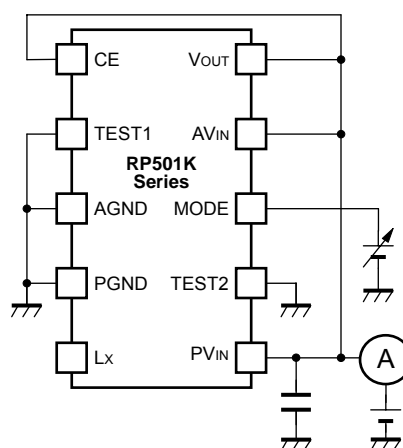 CE
VOUT
TEST1
AVIN
RP501K
Series
AGND
MODE
PGND
TEST2
LX
PVIN
A